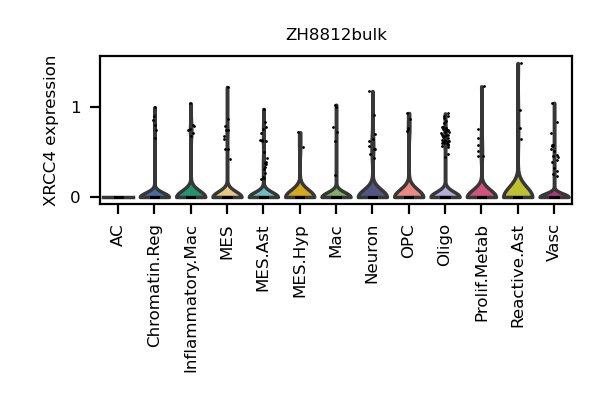 ZH8812bulk
XRCC4 expression
1
0
AC
Chromatin.Reg
Inflammatory.Mac
MES
MES.Ast
MES.Hyp
Mac
Neuron
OPC
Oligo
Prolif.Metab
Reactive.Ast
Vasc